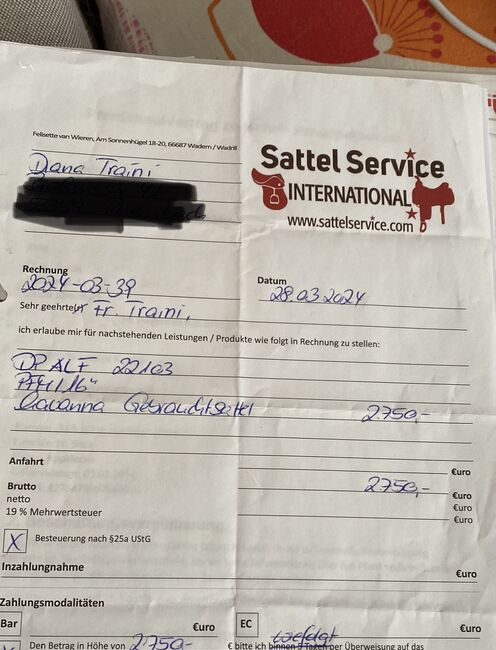 Felisette van Wieren, Am Sonnenhügel 18-20, 66687 Wadern / Wadrill
Dana Traini
Sattel Service
INTERNATIONAL
www.sattelservice.com
Rechnung
2024-03-39
Datum
28.03.2024
Sehr geehrte/r Fr. Traini,
ich erlaube mir für nachstehenden Leistungen / Produkte wie folgt in Rechnung zu stellen:
DP ALF 22103
16"
Gebrauchtsattel 2750,-
Anfahrt €uro
Brutto 2750,- €uro
netto €uro
19 % Mehrwertsteuer €uro
X Besteuerung nach §25a UStG
Inzahlungnahme €uro
Zahlungsmodalitäten
Bar €uro EC
Den Betrag in Höhe von 2750,- € bitte ich binnen 5 Tagen per Überweisung auf das